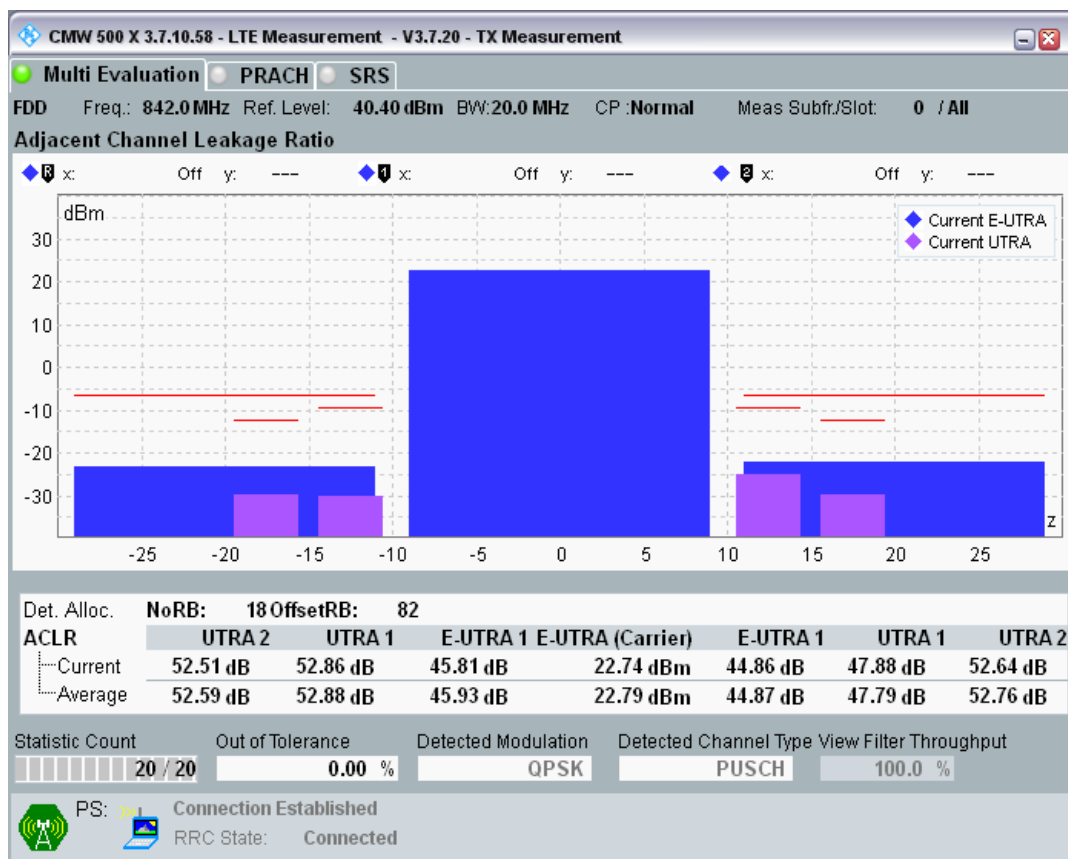 CMW 500 X 3.7.10.58 - LTE Measurement - V3.7.20 - TX Measurement
Multi Evaluation PRACH SRS
FDD Freq.: 842.0 MHz Ref. Level: 40.40 dBm BW:20.0 MHz CP :Normal Meas Subfr./Slot: 0 / All
Adjacent Channel Leakage Ratio
R x: Off y: --- 1 x: Off y: --- 2 x: Off y: ---
dBm
Current E-UTRA
Current UTRA
30
20
10
0
-10
-20
-30
z
-25 -20 -15 -10 -5 0 5 10 15 20 25
Det. Alloc. NoRB: 18 OffsetRB: 82
ACLR UTRA 2 UTRA 1 E-UTRA 1 E-UTRA (Carrier) E-UTRA 1 UTRA 1 UTRA 2
Current 52.51 dB 52.86 dB 45.81 dB 22.74 dBm 44.86 dB 47.88 dB 52.64 dB
Average 52.59 dB 52.88 dB 45.93 dB 22.79 dBm 44.87 dB 47.79 dB 52.76 dB
Statistic Count Out of Tolerance Detected Modulation Detected Channel Type View Filter Throughput
20 / 20 0.00 % QPSK PUSCH 100.0 %
PS: Connection Established
RRC State: Connected